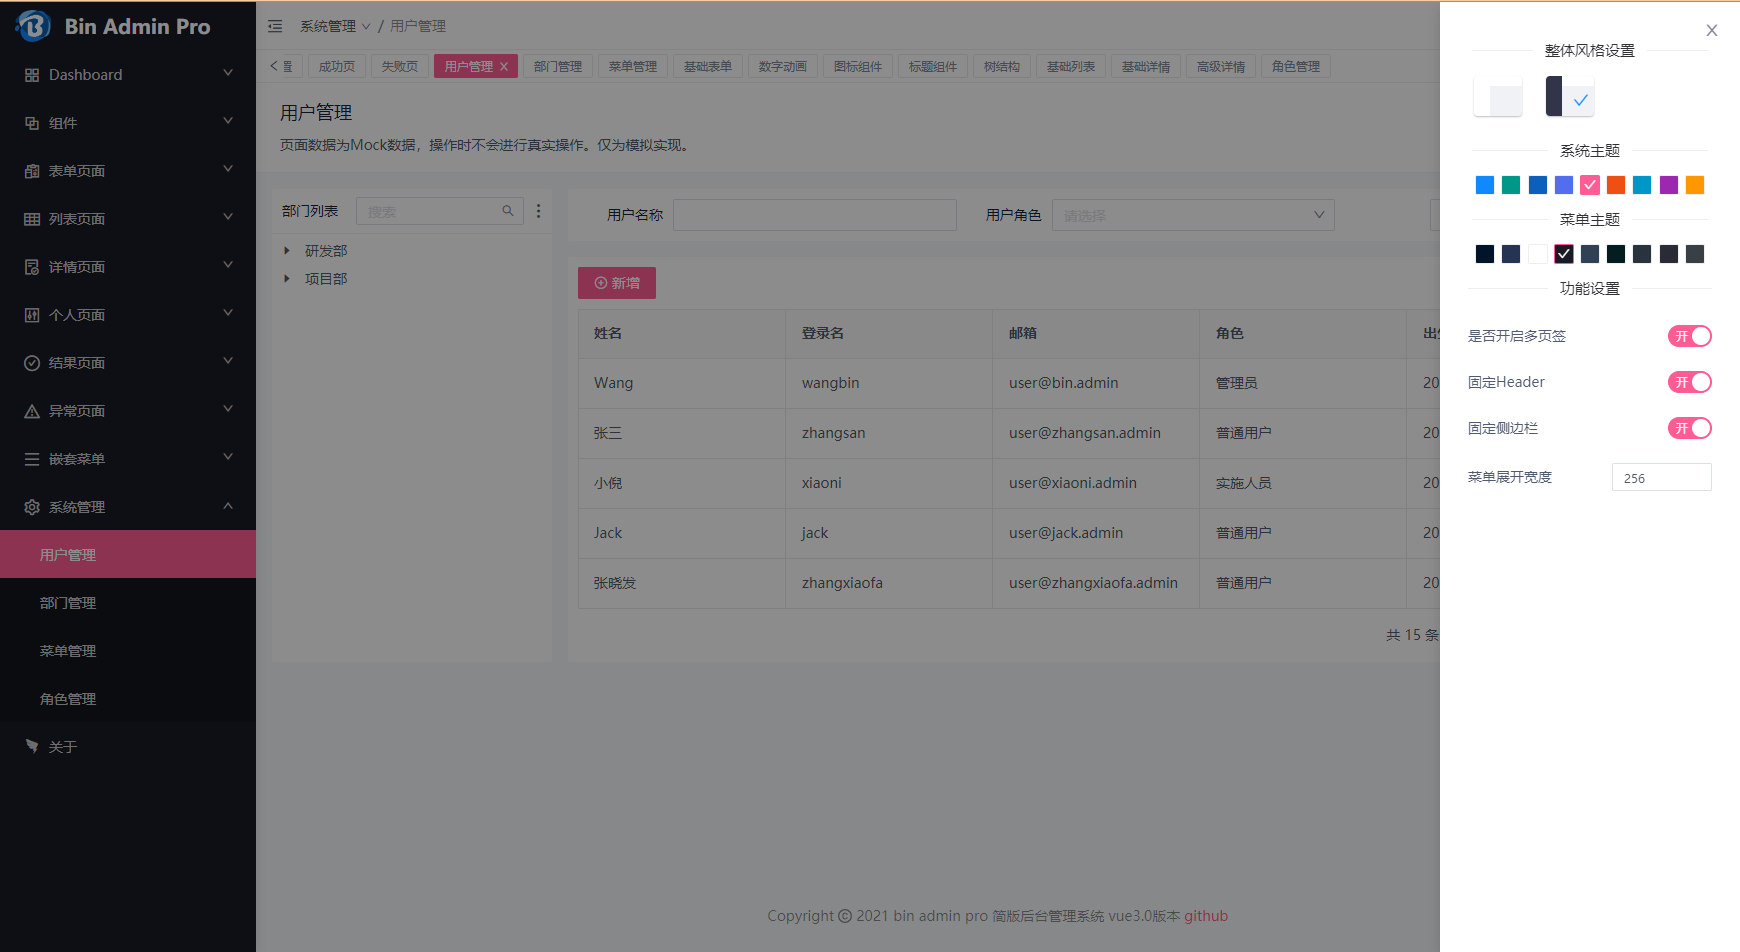 Bin Admin Pro
Dashboard
组件
表单页面
列表页面
详情页面
个人页面
结果页面
异常页面
嵌套菜单
系统管理
用户管理
部门管理
菜单管理
角色管理
关于
系统管理 / 用户管理
置 成功页 失败页 用户管理 部门管理 菜单管理 基础表单 数字动画 图标组件 标题组件 树结构 基础列表 基础详情 高级详情 角色管理
用户管理
页面数据为Mock数据，操作时不会进行真实操作。仅为模拟实现。
部门列表 搜索
研发部
项目部
用户名称 用户角色 请选择
新增
姓名 登录名 邮箱 角色
Wang wangbin user@bin.admin 管理员 20
张三 zhangsan user@zhangsan.admin 普通用户 20
小倪 xiaoni user@xiaoni.admin 实施人员 20
Jack jack user@jack.admin 普通用户 20
张晓发 zhangxiaofa user@zhangxiaofa.admin 普通用户 20
共 15 条
Copyright © 2021 bin admin pro 简版后台管理系统 vue3.0版本 github
整体风格设置
系统主题
菜单主题
功能设置
是否开启多页签 开
固定Header 开
固定侧边栏 开
菜单展开宽度 256